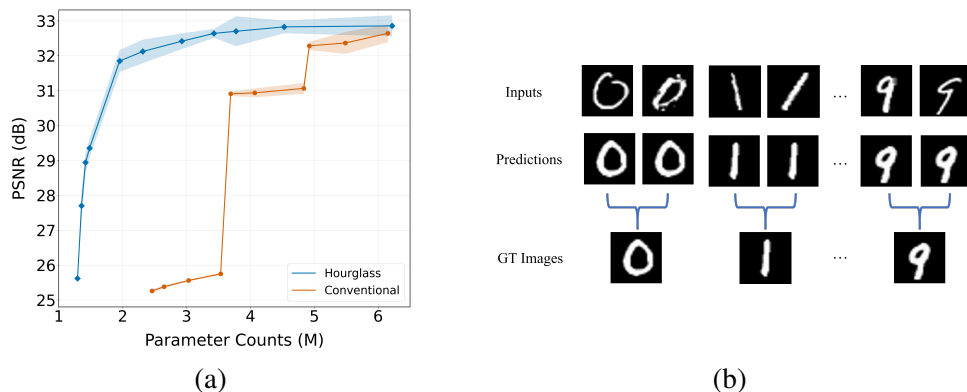 33
32
31
30
29
28
27
26
25
PSNR (dB)
1 2 3 4 5 6
Parameter Counts (M)
Hourglass
Conventional
(a)
Inputs
...
Predictions
...
GT Images
...
(b)